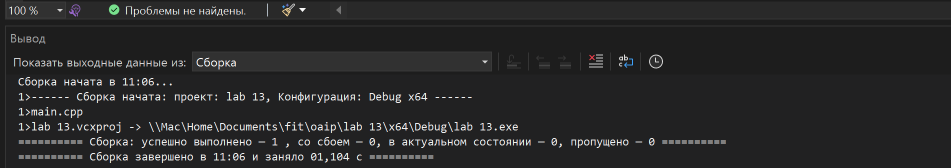 100 %
Проблемы не найдены.
Вывод
Показать выходные данные из: Сборка
Сборка начата в 11:06...
1>------ Сборка начата: проект: lab 13, Конфигурация: Debug x64 ------
1>main.cpp
1>lab 13.vcxproj -> \\Mac\Home\Documents\fit\oaip\lab 13\x64\Debug\lab 13.exe
========== Сборка: успешно выполнено — 1 , со сбоем — 0, в актуальном состоянии — 0, пропущено — 0 ==========
========== Сборка завершено в 11:06 и заняло 01,104 с ==========